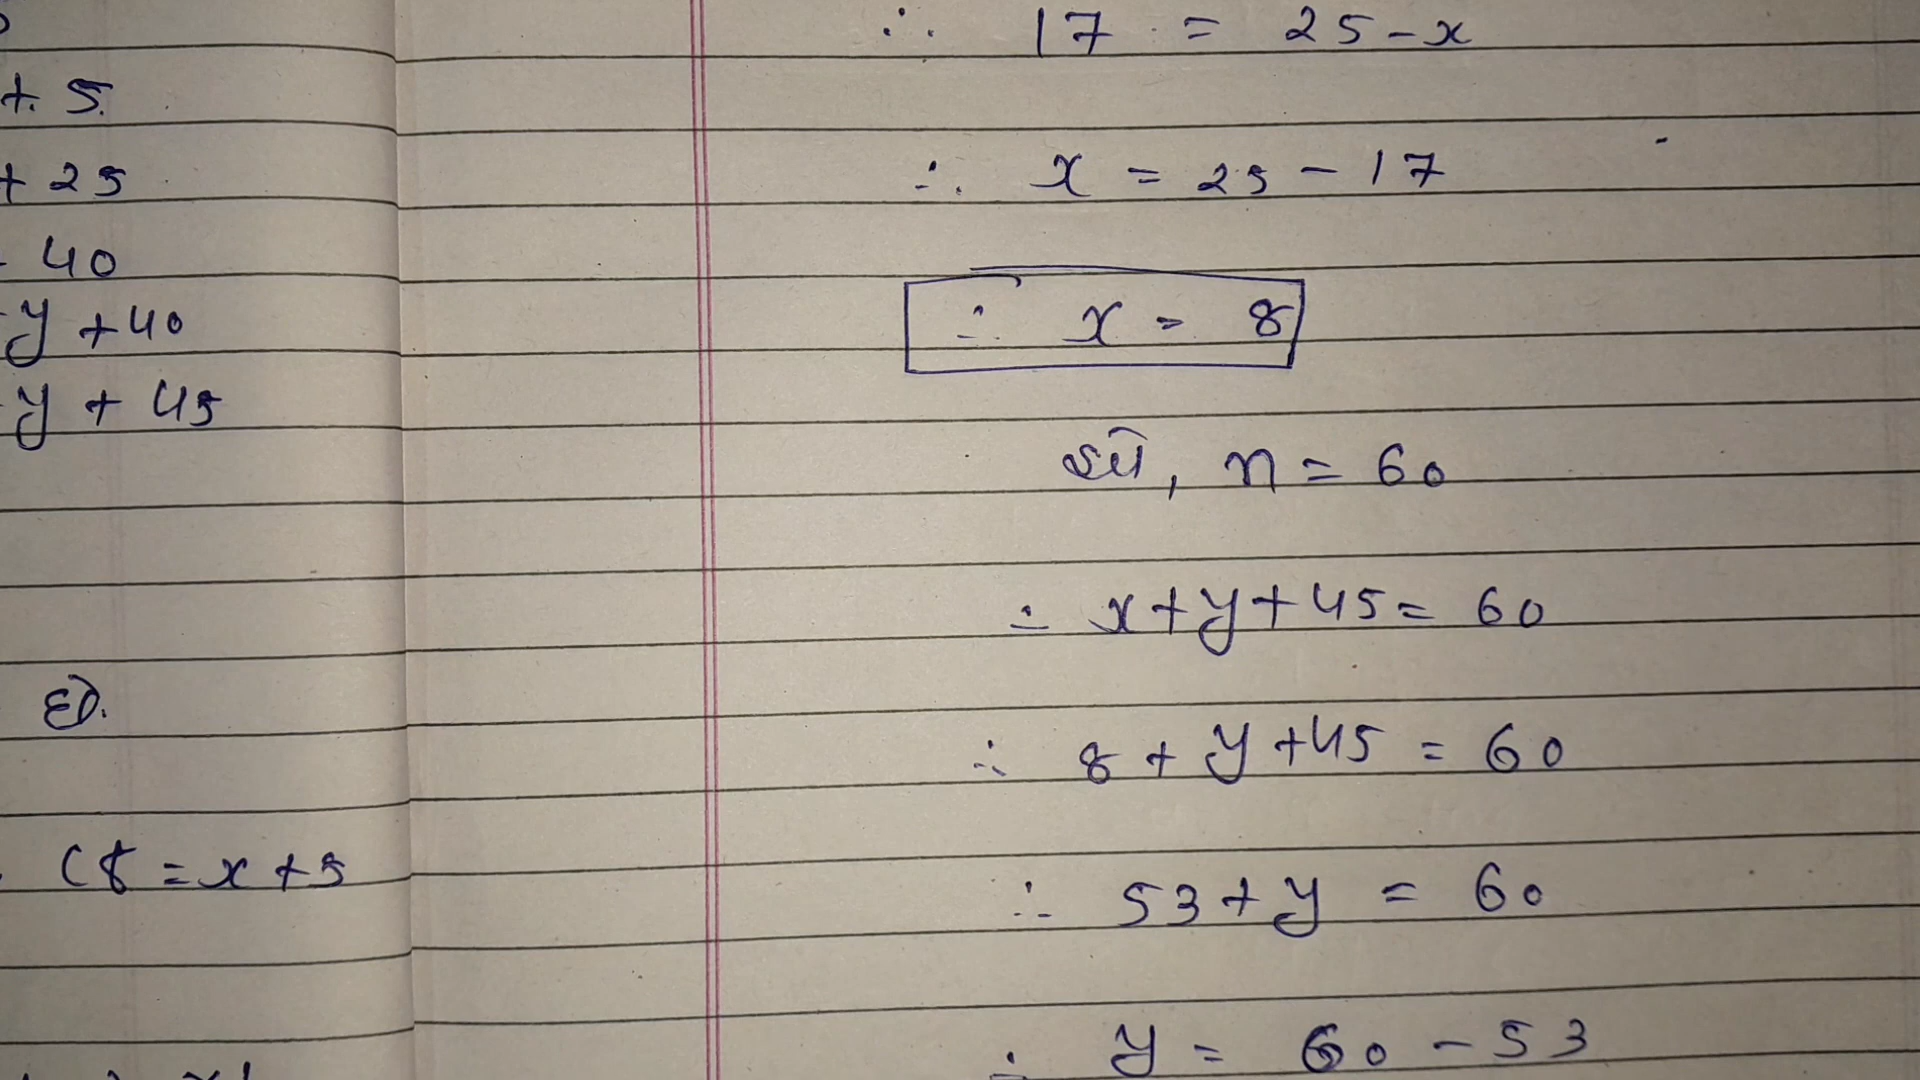 + 5
+ 25
40
y + 40
y + 45
છે.
cf = x + 5
∴ 17 = 25 - x
∴ x = 25 - 17
∴ x = 8
હવે, n = 60
∴ x + y + 45 = 60
∴ 8 + y + 45 = 60
∴ 53 + y = 60
∴ y = 60 - 53